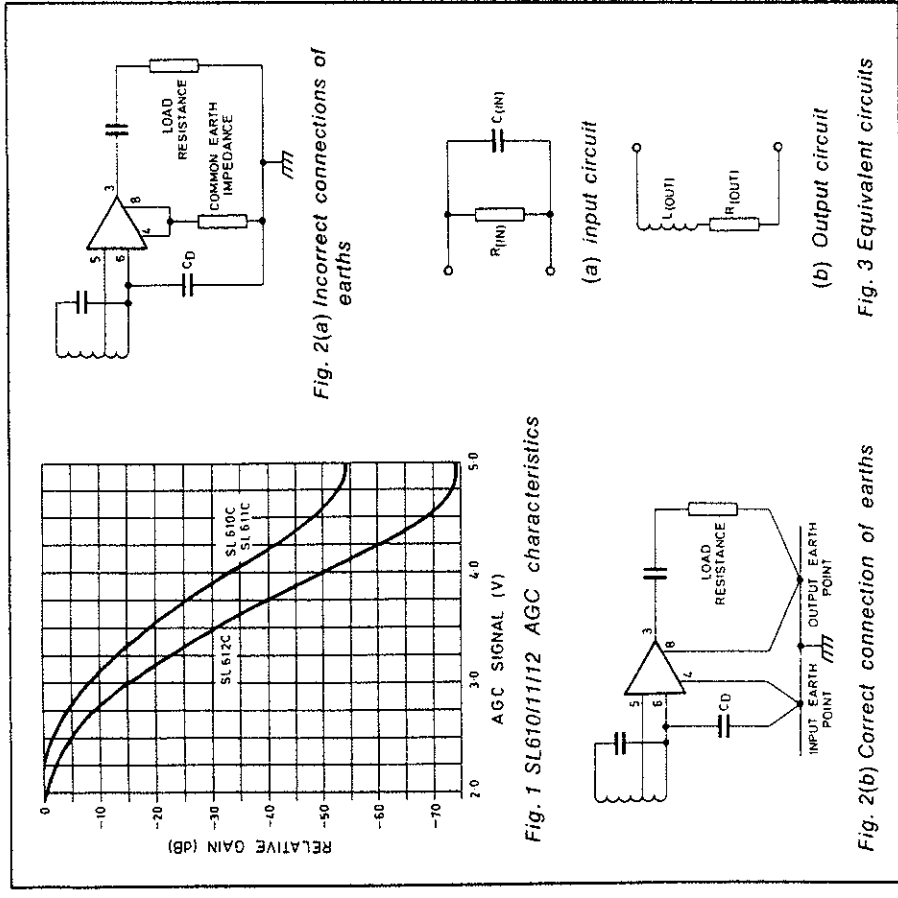 RELATIVE GAIN (dB)
0
-10
-20
-30
-40
-50
-60
-70
2·0
3·0
4·0
5·0
AGC SIGNAL (V)
SL612C
SL610C
SL611C
Fig. 1 SL610/11/12 AGC characteristics
5
6
3
4
8
CD
LOAD
RESISTANCE
COMMON EARTH
IMPEDANCE
Fig. 2(a) Incorrect connections of
earths
5
6
3
4
8
CD
LOAD
RESISTANCE
INPUT EARTH
POINT
OUTPUT EARTH
POINT
Fig. 2(b) Correct connection of earths
R(IN)
C(IN)
(a) input circuit
L(OUT)
R(OUT)
(b) Output circuit
Fig. 3 Equivalent circuits